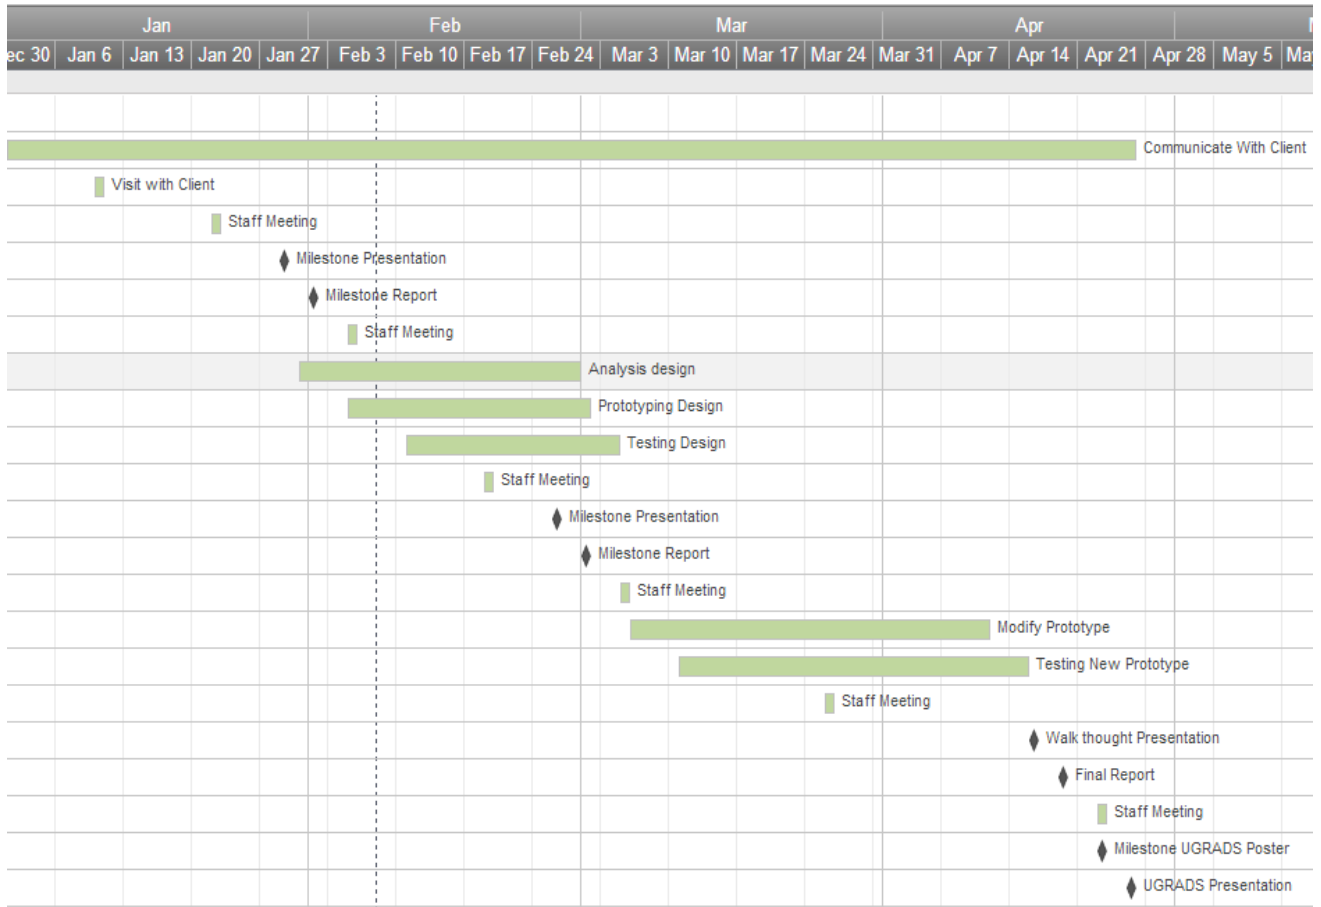 Jan Feb Mar Apr
ec 30 Jan 6 Jan 13 Jan 20 Jan 27 Feb 3 Feb 10 Feb 17 Feb 24 Mar 3 Mar 10 Mar 17 Mar 24 Mar 31 Apr 7 Apr 14 Apr 21 Apr 28 May 5 Ma
Communicate With Client
Visit with Client
Staff Meeting
Milestone Presentation
Milestone Report
Staff Meeting
Analysis design
Prototyping Design
Testing Design
Staff Meeting
Milestone Presentation
Milestone Report
Staff Meeting
Modify Prototype
Testing New Prototype
Staff Meeting
Walk thought Presentation
Final Report
Staff Meeting
Milestone UGRADS Poster
UGRADS Presentation